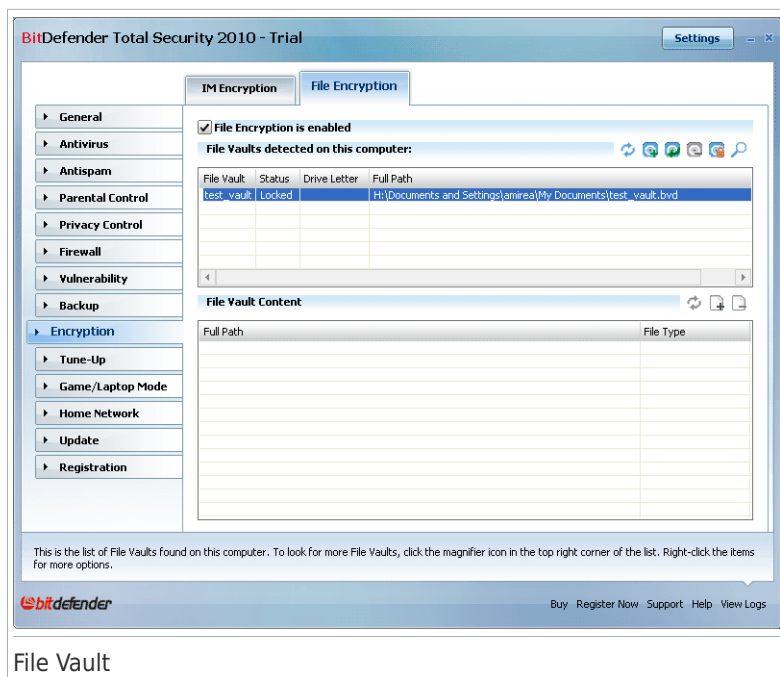 BitDefender Total Security 2010 - Trial
Settings
IM Encryption
File Encryption
General
Antivirus
Antispam
Parental Control
Privacy Control
Firewall
Vulnerability
Backup
Encryption
Tune-Up
Game/Laptop Mode
Home Network
Update
Registration
File Encryption is enabled
File Vaults detected on this computer:
File Vault Status Drive Letter Full Path
test_vault Locked H:\Documents and Settings\amirea\My Documents\test_vault.bvd
File Vault Content
Full Path File Type
This is the list of File Vaults found on this computer. To look for more File Vaults, click the magnifier icon in the top right corner of the list. Right-click the items
for more options.
bitdefender
Buy Register Now Support Help View Logs
File Vault